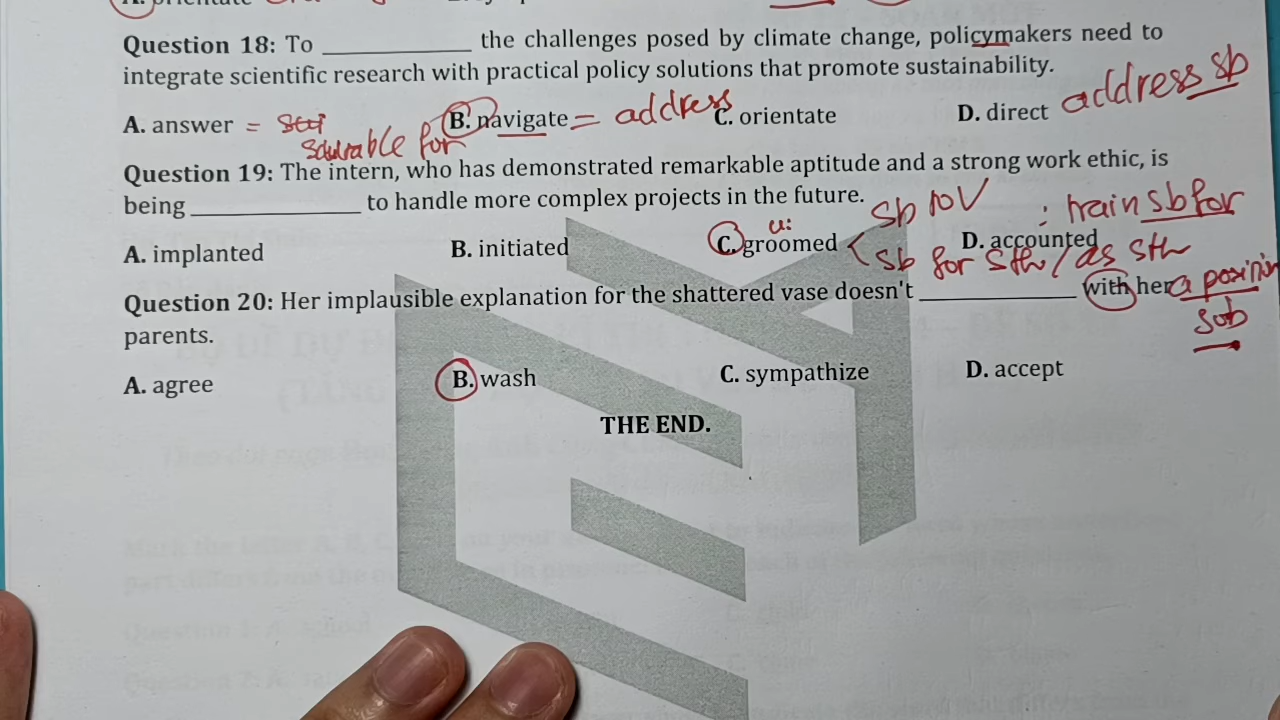 Question 18: To ____________ the challenges posed by climate change, policymakers need to
integrate scientific research with practical policy solutions that promote sustainability.
address sb
A. answer = B. navigate = address C. orientate D. direct
for
Question 19: The intern, who has demonstrated remarkable aptitude and a strong work ethic, is
being ______________ to handle more complex projects in the future.
sb to V : train sb for
u:
A. implanted B. initiated C. groomed < D. accounted
sb for sth / as sth
Question 20: Her implausible explanation for the shattered vase doesn't _____________ with her
a position
parents.
sub
A. agree B. wash C. sympathize D. accept
THE END.